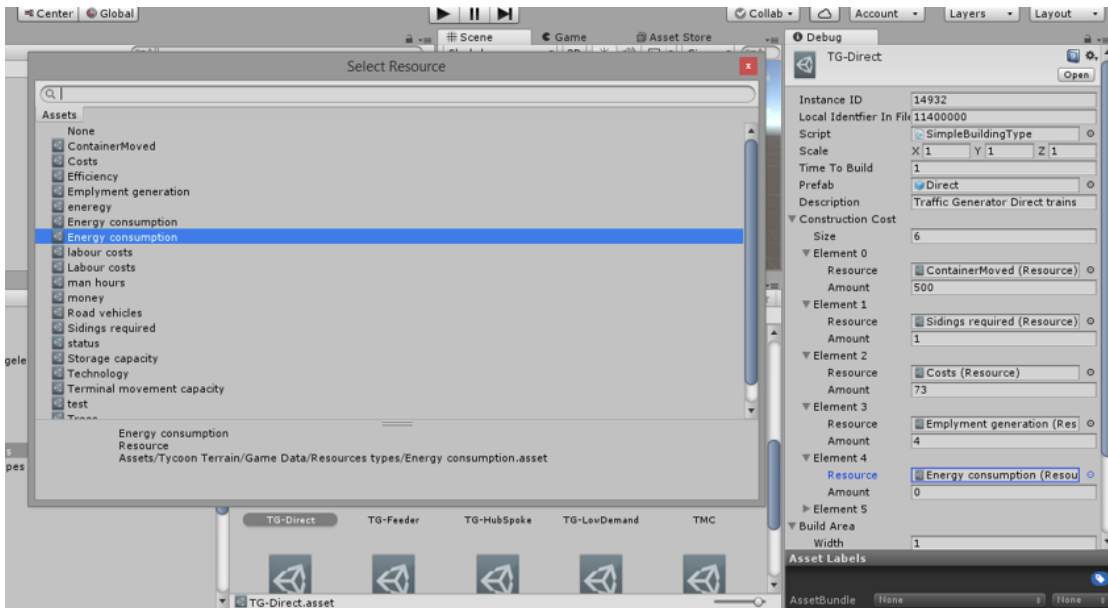 Center Global Collab Account Layers Layout
Scene Game Asset Store
Select Resource
x
Assets
None
ContainerMoved
Costs
Efficiency
Emplyment generation
eneregy
Energy consumption
Energy consumption
labour costs
Labour costs
man hours
money
Road vehicles
Sidings required
status
Storage capacity
Technology
Terminal movement capacity
test
Trees
Energy consumption
Resource
Assets/Tycoon Terrain/Game Data/Resources types/Energy consumption.asset
gele
s
pes
TG-Direct TG-Feeder TG-HubSpoke TG-LowDemand TMC
TG-Direct.asset
Debug
TG-Direct
Open
Instance ID 14932
Local Identfier In File 11400000
Script SimpleBuildingType
Scale X 1 Y 1 Z 1
Time To Build 1
Prefab Direct
Description Traffic Generator Direct trains
Construction Cost
Size 6
Element 0
Resource ContainerMoved (Resource)
Amount 500
Element 1
Resource Sidings required (Resource)
Amount 1
Element 2
Resource Costs (Resource)
Amount 73
Element 3
Resource Emplyment generation (Res
Amount 4
Element 4
Resource Energy consumption (Resou
Amount 0
Element 5
Build Area
Width 1
Asset Labels
AssetBundle None None